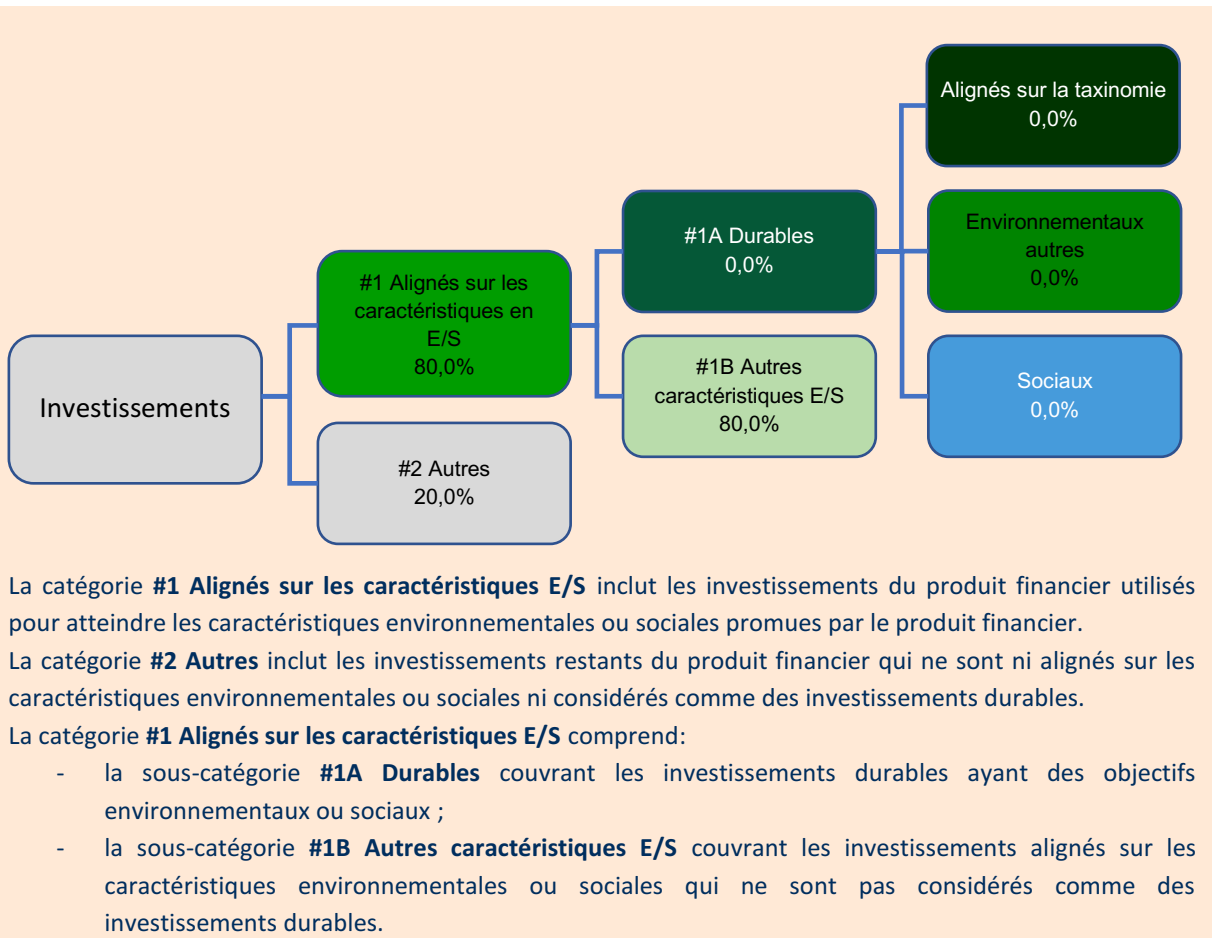 Alignés sur la taxinomie
0,0%
#1A Durables
0,0%
Environnementaux
autres
0,0%
#1 Alignés sur les
caractéristiques en
E/S
80,0%
Investissements
#1B Autres
caractéristiques E/S
80,0%
Sociaux
0,0%
#2 Autres
20,0%
La catégorie #1 Alignés sur les caractéristiques E/S inclut les investissements du produit financier utilisés
pour atteindre les caractéristiques environnementales ou sociales promues par le produit financier.
La catégorie #2 Autres inclut les investissements restants du produit financier qui ne sont ni alignés sur les
caractéristiques environnementales ou sociales ni considérés comme des investissements durables.
La catégorie #1 Alignés sur les caractéristiques E/S comprend:
- la sous-catégorie #1A Durables couvrant les investissements durables ayant des objectifs
environnementaux ou sociaux ;
- la sous-catégorie #1B Autres caractéristiques E/S couvrant les investissements alignés sur les
caractéristiques environnementales ou sociales qui ne sont pas considérés comme des
investissements durables.